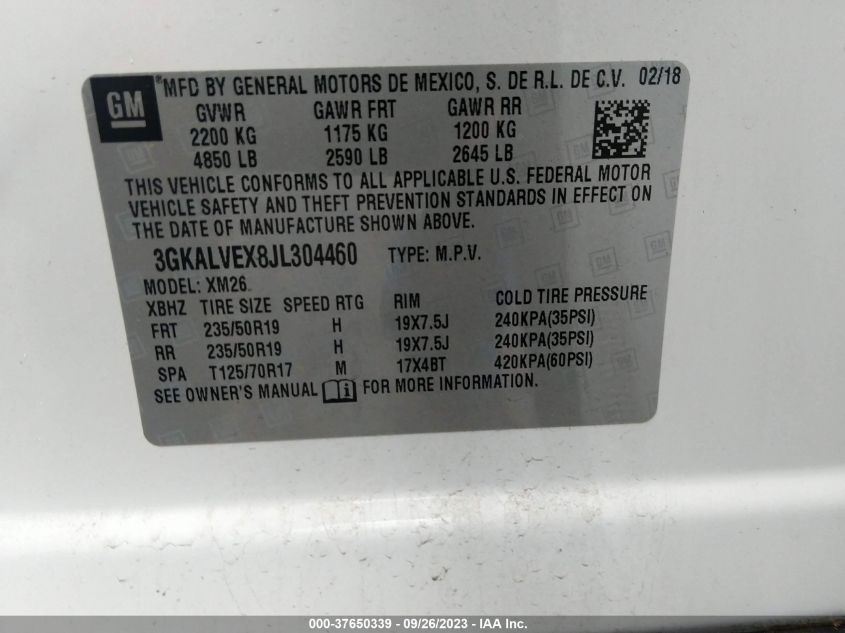 GM
®MFD BY GENERAL MOTORS DE MEXICO, S. DE R.L. DE C.V. 02/18
GVWR GAWR FRT GAWR RR
2200 KG 1175 KG 1200 KG
4850 LB 2590 LB 2645 LB
THIS VEHICLE CONFORMS TO ALL APPLICABLE U.S. FEDERAL MOTOR
VEHICLE SAFETY AND THEFT PREVENTION STANDARDS IN EFFECT ON
THE DATE OF MANUFACTURE SHOWN ABOVE.
3GKALVEX8JL304460 TYPE: M.P.V.
MODEL: XM26
XBHZ TIRE SIZE SPEED RTG RIM COLD TIRE PRESSURE
FRT 235/50R19 H 19X7.5J 240KPA(35PSI)
RR 235/50R19 H 19X7.5J 240KPA(35PSI)
SPA T125/70R17 M 17X4BT 420KPA(60PSI)
SEE OWNER'S MANUAL FOR MORE INFORMATION.
000-37650339 - 09/26/2023 - IAA Inc.